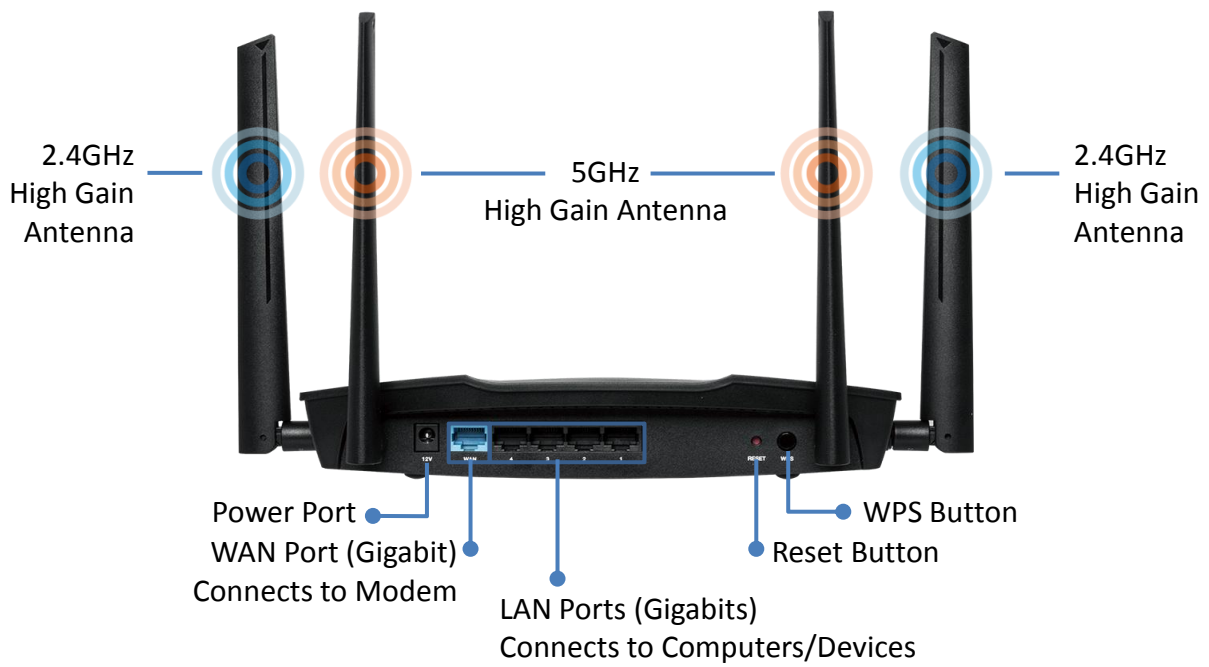 2.4GHz
High Gain
Antenna
5GHz
High Gain Antenna
2.4GHz
High Gain
Antenna
12V
WAN
4
3
2
1
RESET
WPS
Power Port
WAN Port (Gigabit)
Connects to Modem
LAN Ports (Gigabits)
Connects to Computers/Devices
WPS Button
Reset Button